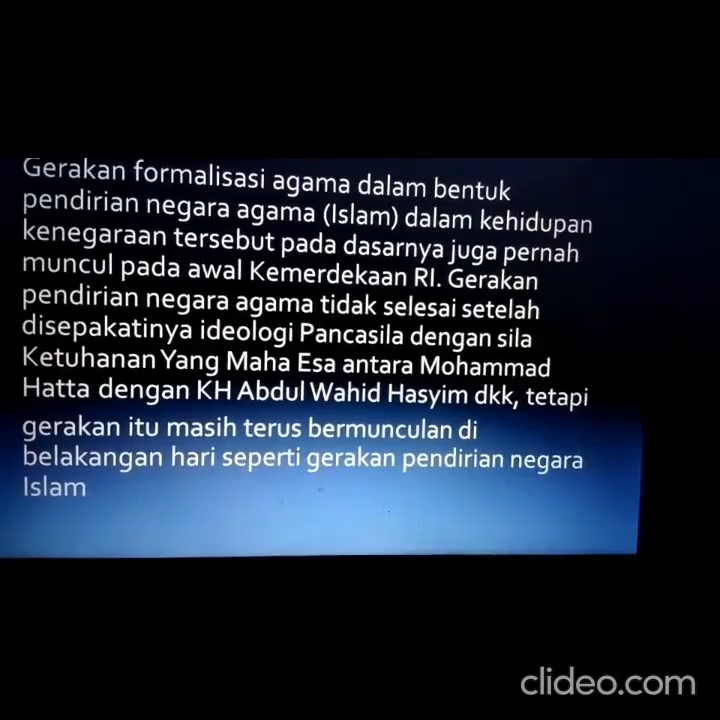 Gerakan formalisasi agama dalam bentuk
pendirian negara agama (Islam) dalam kehidupan
kenegaraan tersebut pada dasarnya juga pernah
muncul pada awal Kemerdekaan RI. Gerakan
pendirian negara agama tidak selesai setelah
disepakatinya ideologi Pancasila dengan sila
Ketuhanan Yang Maha Esa antara Mohammad
Hatta dengan KH Abdul Wahid Hasyim dkk, tetapi
gerakan itu masih terus bermunculan di
belakangan hari seperti gerakan pendirian negara
Islam
clideo.com